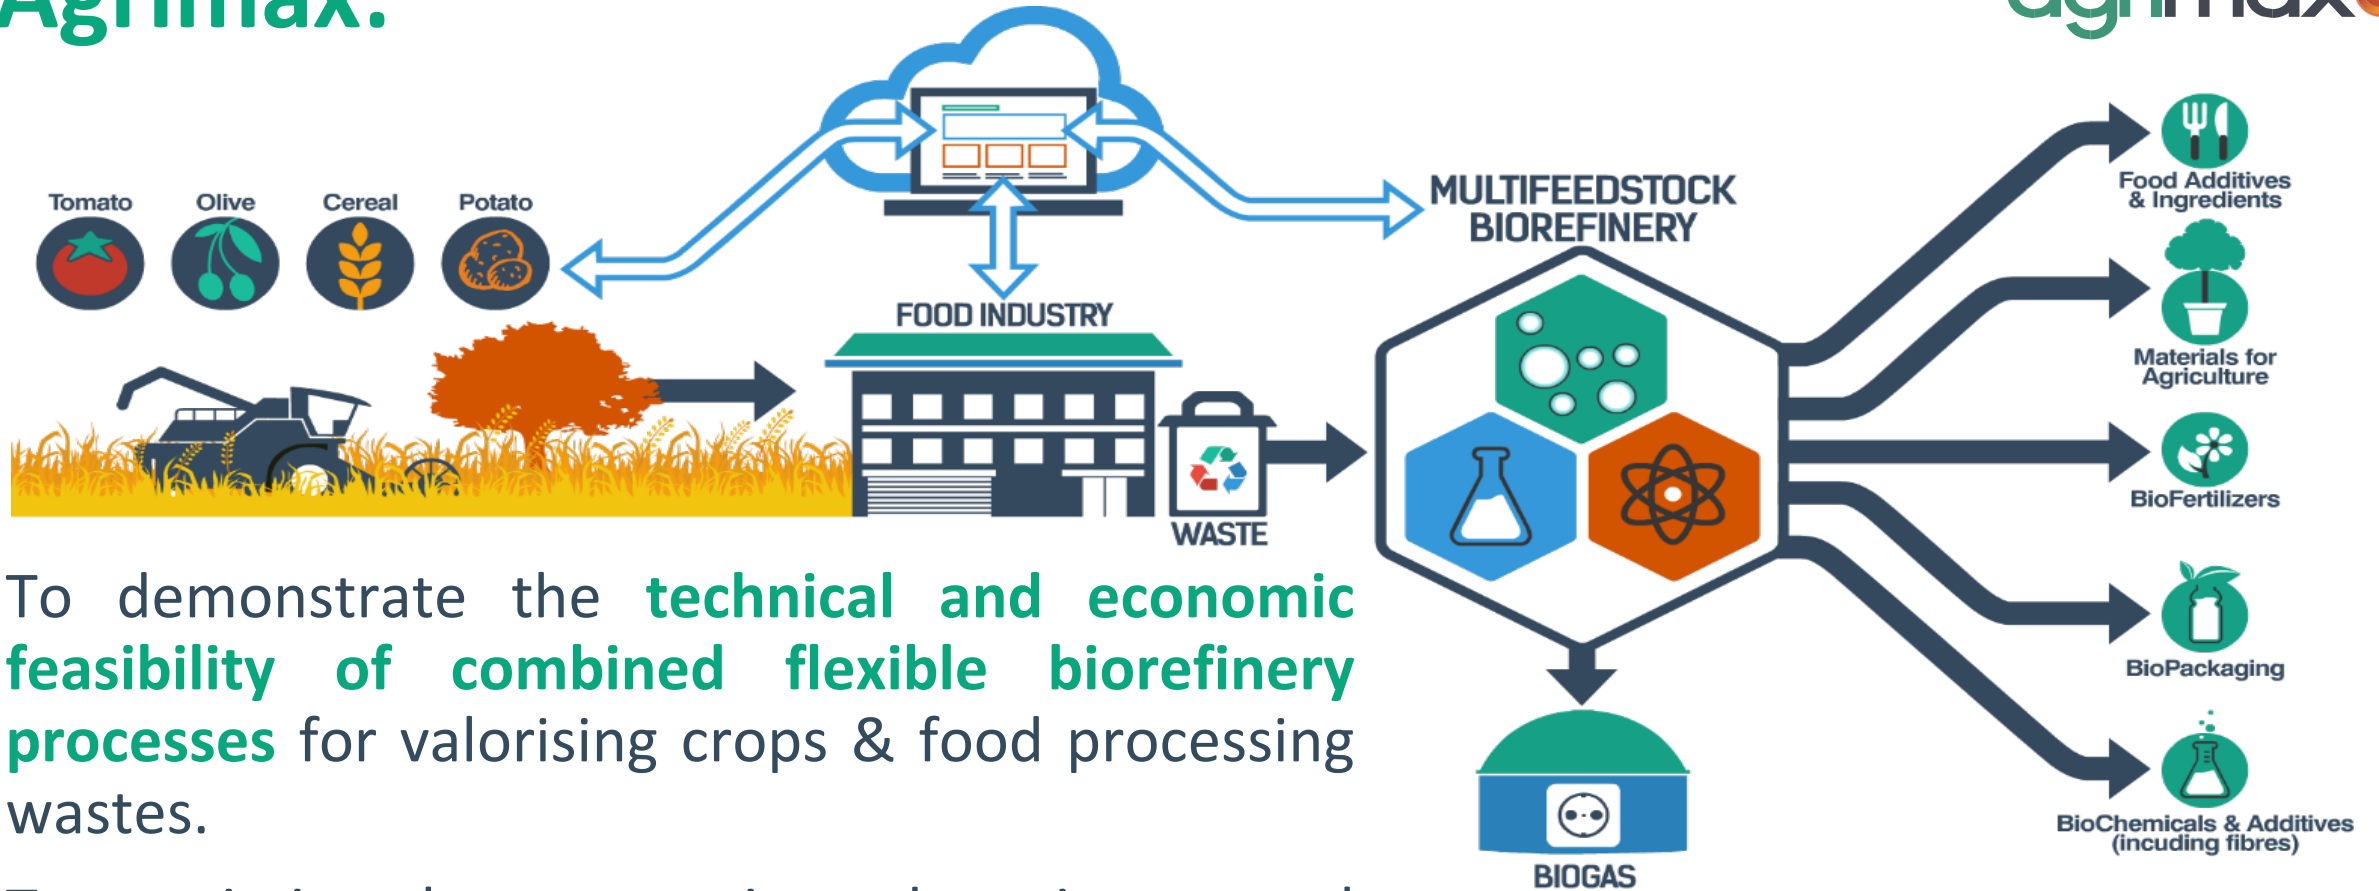 Agrimax:
agrimax
Tomato
Olive
Cereal
Potato
MULTIFEEDSTOCK
BIOREFINERY
FOOD INDUSTRY
WASTE
Food Additives
& Ingredients
Materials for
Agriculture
BioFertilizers
BioPackaging
BioChemicals & Additives
(incuding fibres)
BIOGAS
To demonstrate the technical and economic
feasibility of combined flexible biorefinery
processes for valorising crops & food processing
wastes.